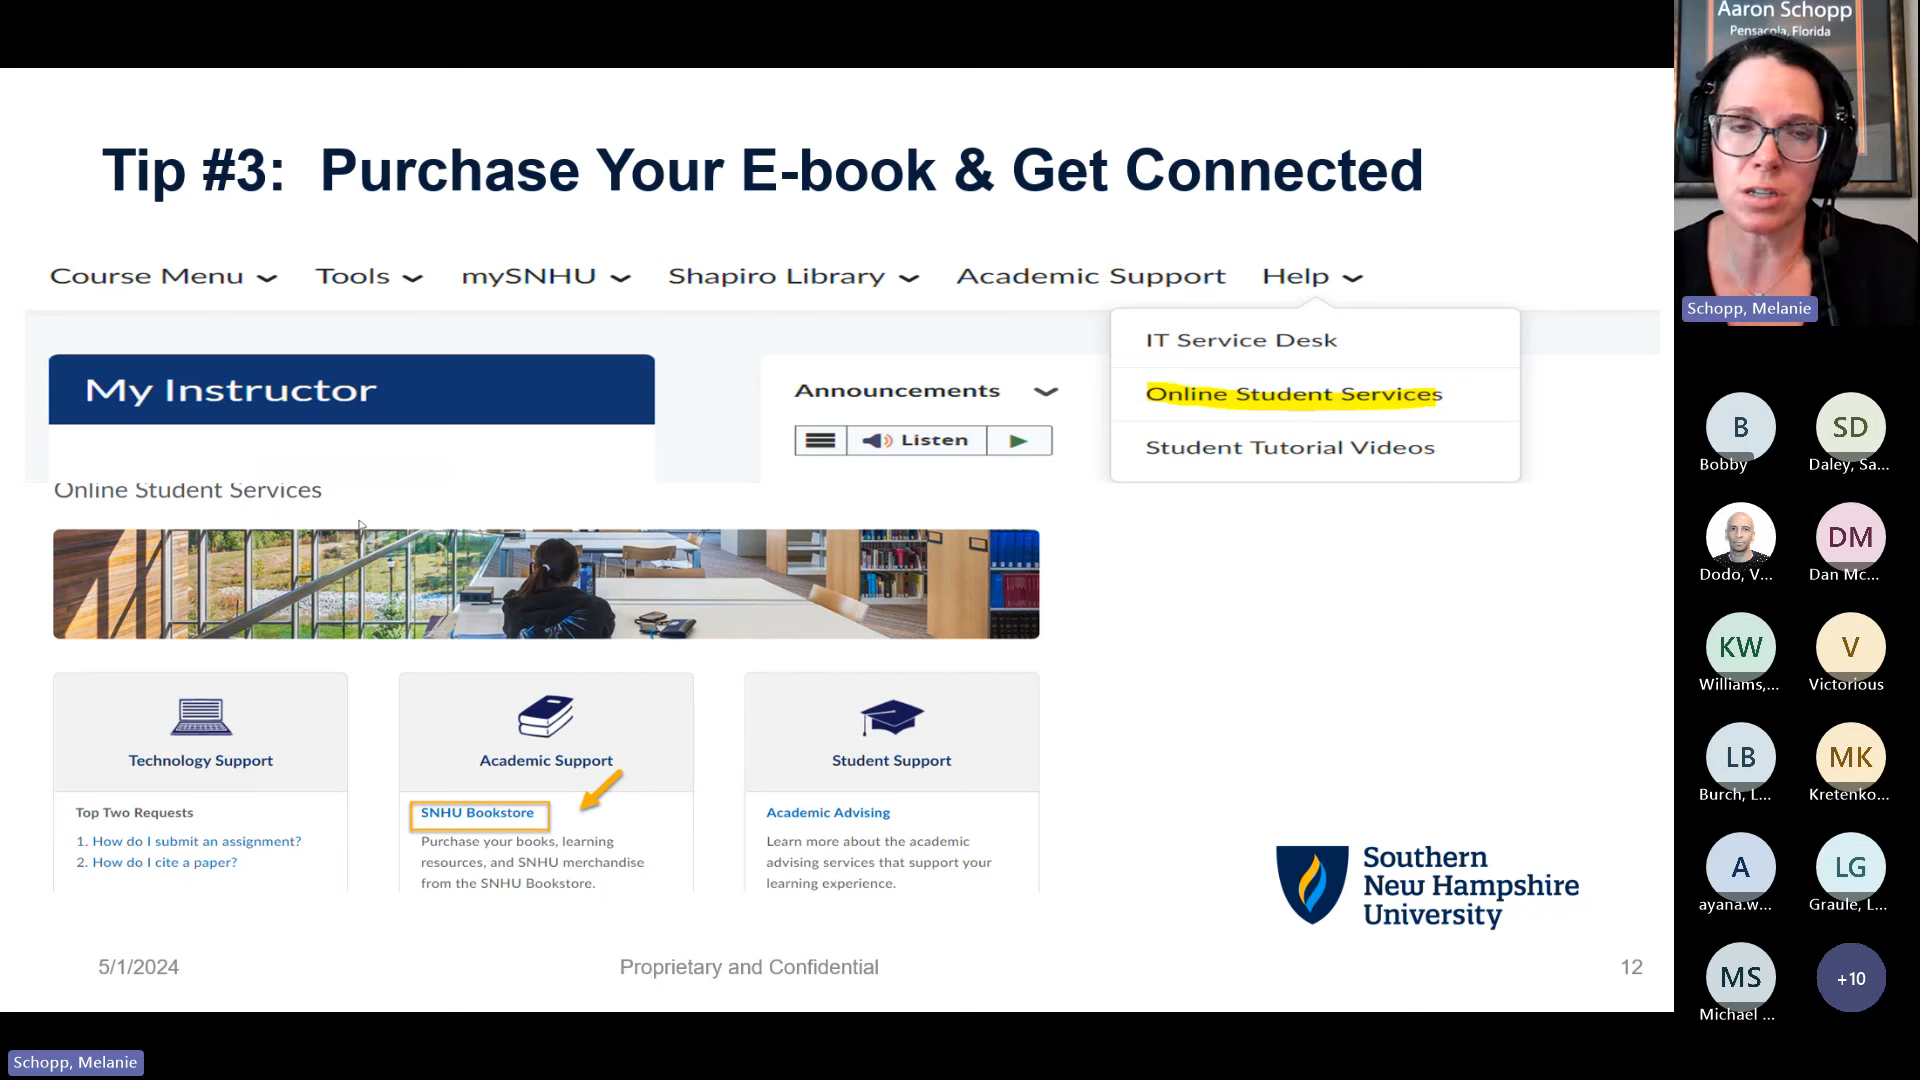 Aaron Schopp
Pensacola, Florida
Tip #3: Purchase Your E-book & Get Connected
Course Menu Tools mySNHU Shapiro Library Academic Support Help
IT Service Desk
Online Student Services
Student Tutorial Videos
My Instructor
Announcements
Listen
Online Student Services
Technology Support
Top Two Requests
1. How do I submit an assignment?
2. How do I cite a paper?
Academic Support
SNHU Bookstore
Purchase your books, learning
resources, and SNHU merchandise
from the SNHU Bookstore.
Student Support
Academic Advising
Learn more about the academic
advising services that support your
learning experience.
Southern
New Hampshire
University
5/1/2024
Proprietary and Confidential
12
Schopp, Melanie
B
Bobby
SD
Daley, Sa...
Dodo, V...
DM
Dan Mc...
KW
Williams,...
V
Victorious
LB
Burch, L...
MK
Kretenko...
A
ayana.w...
LG
Graule, L...
MS
Michael ...
+10
Schopp, Melanie